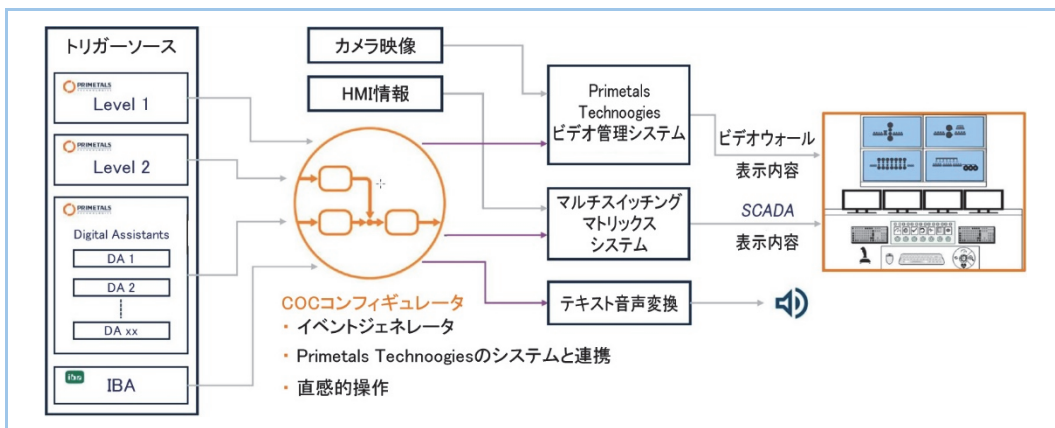 トリガーソース
PRIMETALS
TECHNOLOGIES
Level 1
PRIMETALS
TECHNOLOGIES
Level 2
PRIMETALS
TECHNOLOGIES
Digital Assistants
DA 1
DA 2
DA xx
iba
IBA
カメラ映像
HMI情報
COCコンフィギュレータ
・ イベントジェネレータ
・ Primetals Technoogiesのシステムと連携
・ 直感的操作
Primetals
Technoogies
ビデオ管理システム
マルチスイッチング
マトリックス
システム
テキスト音声変換
ビデオウォール
表示内容
SCADA
表示内容